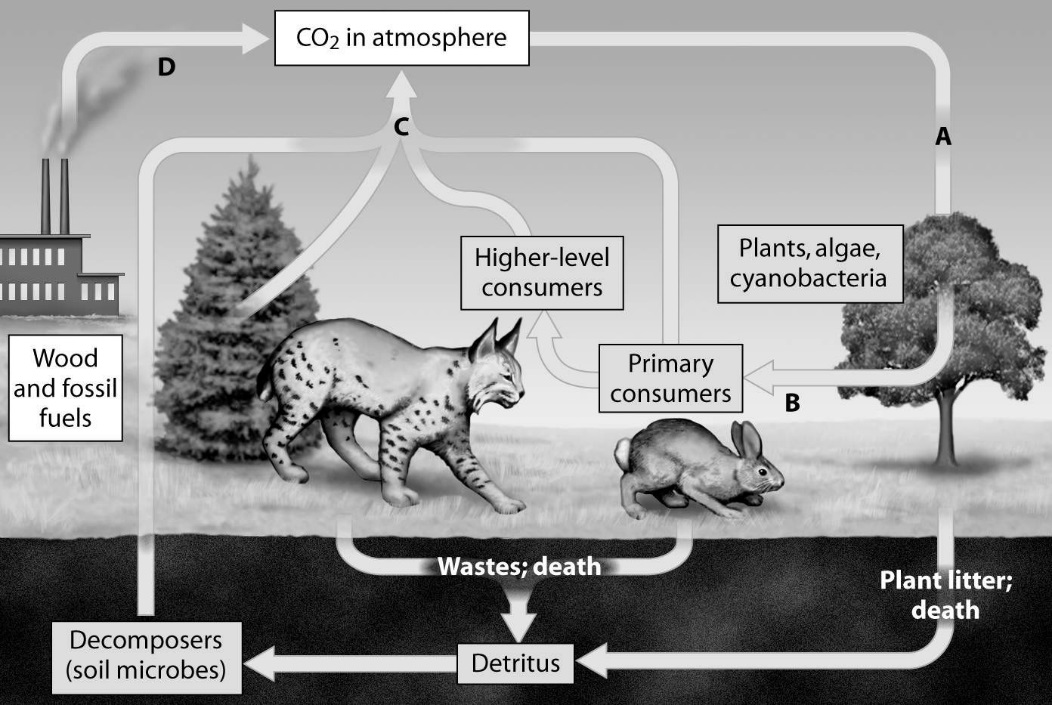 CO₂ in atmosphere
D
C
A
Higher-level
consumers
Plants, algae,
cyanobacteria
Wood
and fossil
fuels
Primary
consumers
B
Wastes; death
Plant litter;
death
Decomposers
(soil microbes)
Detritus